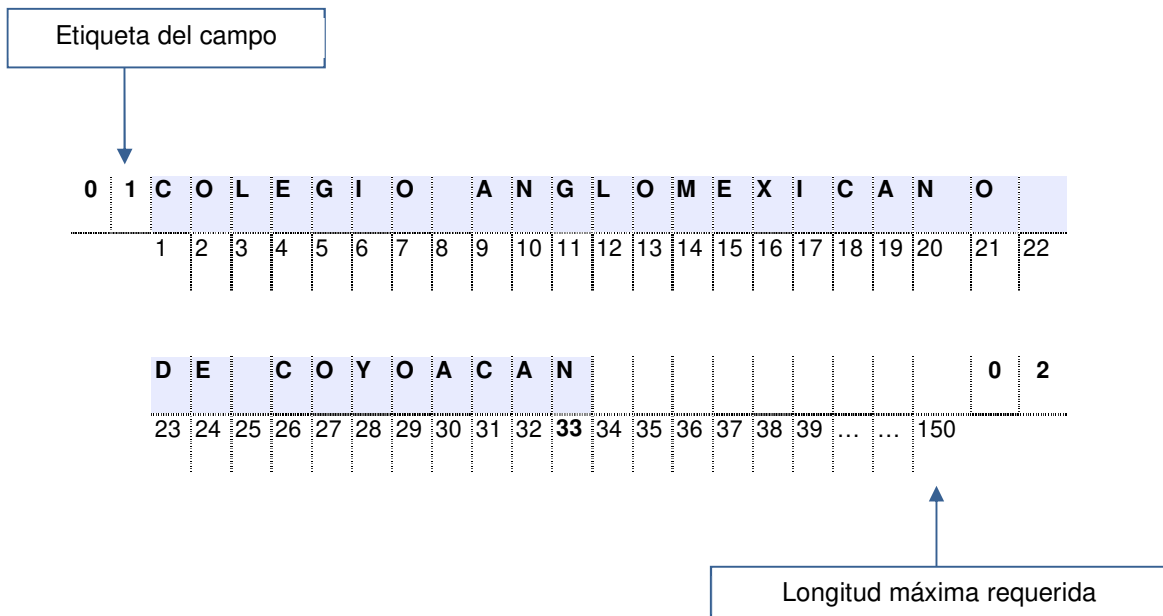 Etiqueta del campo
0 1 C O L E G I O A N G L O M E X I C A N O
1 2 3 4 5 6 7 8 9 10 11 12 13 14 15 16 17 18 19 20 21 22
D E C O Y O A C A N 0 2
23 24 25 26 27 28 29 30 31 32 33 34 35 36 37 38 39 ... ... 150
Longitud máxima requerida